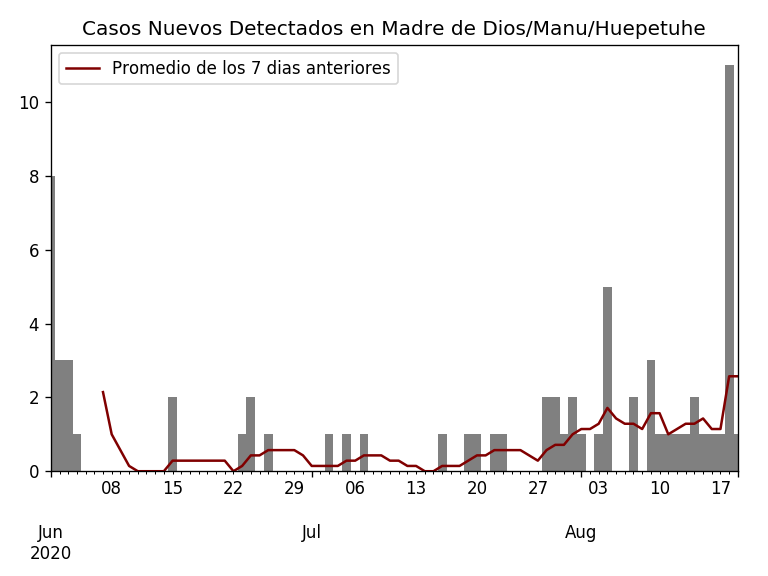 Casos Nuevos Detectados en Madre de Dios/Manu/Huepetuhe
Promedio de los 7 dias anteriores
10
8
6
4
2
0
08 15 22 29 06 13 20 27 03 10 17
Jun Jul Aug
2020